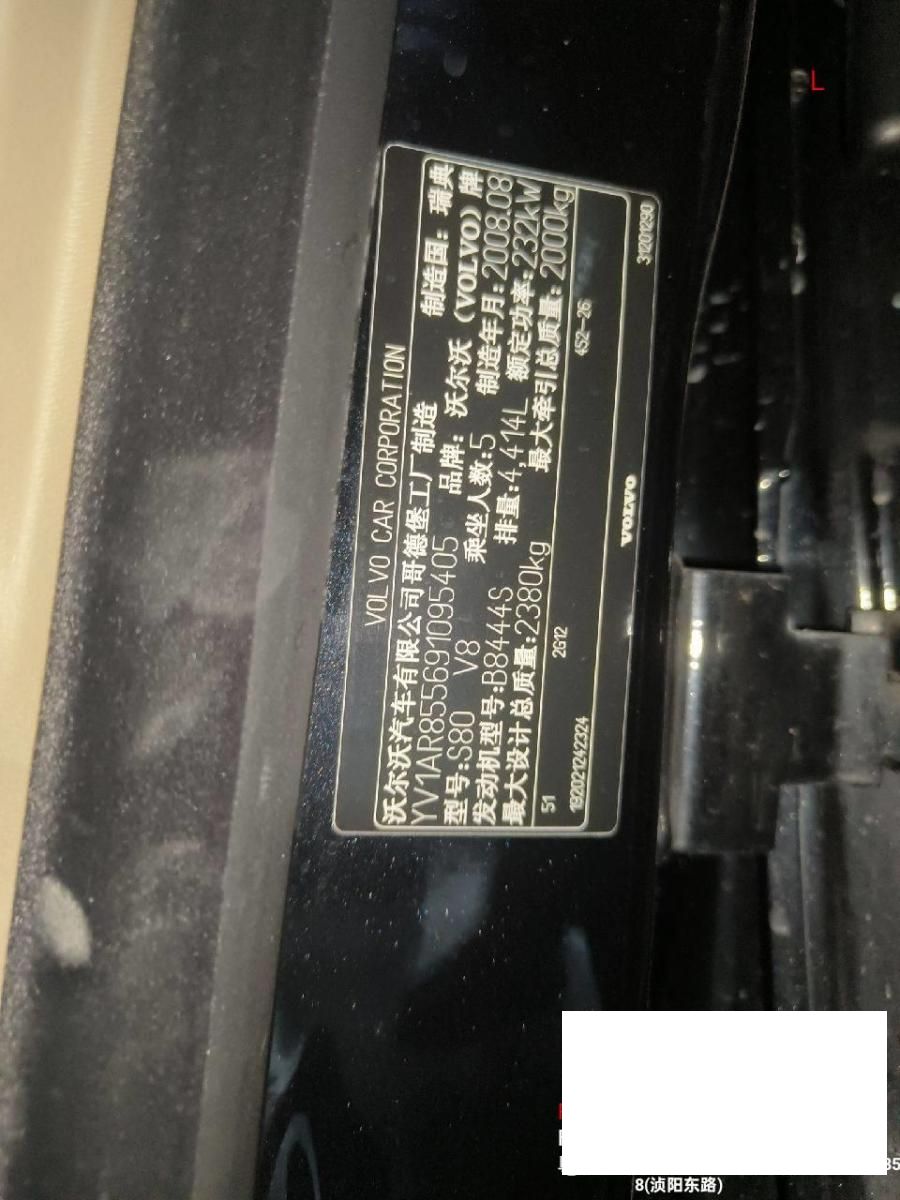 VOLVO CAR CORPORATION
沃尔沃汽车有限公司哥德堡工厂制造 制造国：瑞典
YV1AR855691095405 品牌：沃尔沃（VOLVO）牌
型号:S80 V8 乘坐人数:5 制造年月:2008.08
发动机型号:B8444S 排量:4,414L 额定功率:232kW
最大设计总质量:2380kg 最大牵引总质量:2000kg
51 2G12 452-26
192021242324
VOLVO 31201290
L
8(浈阳东路)